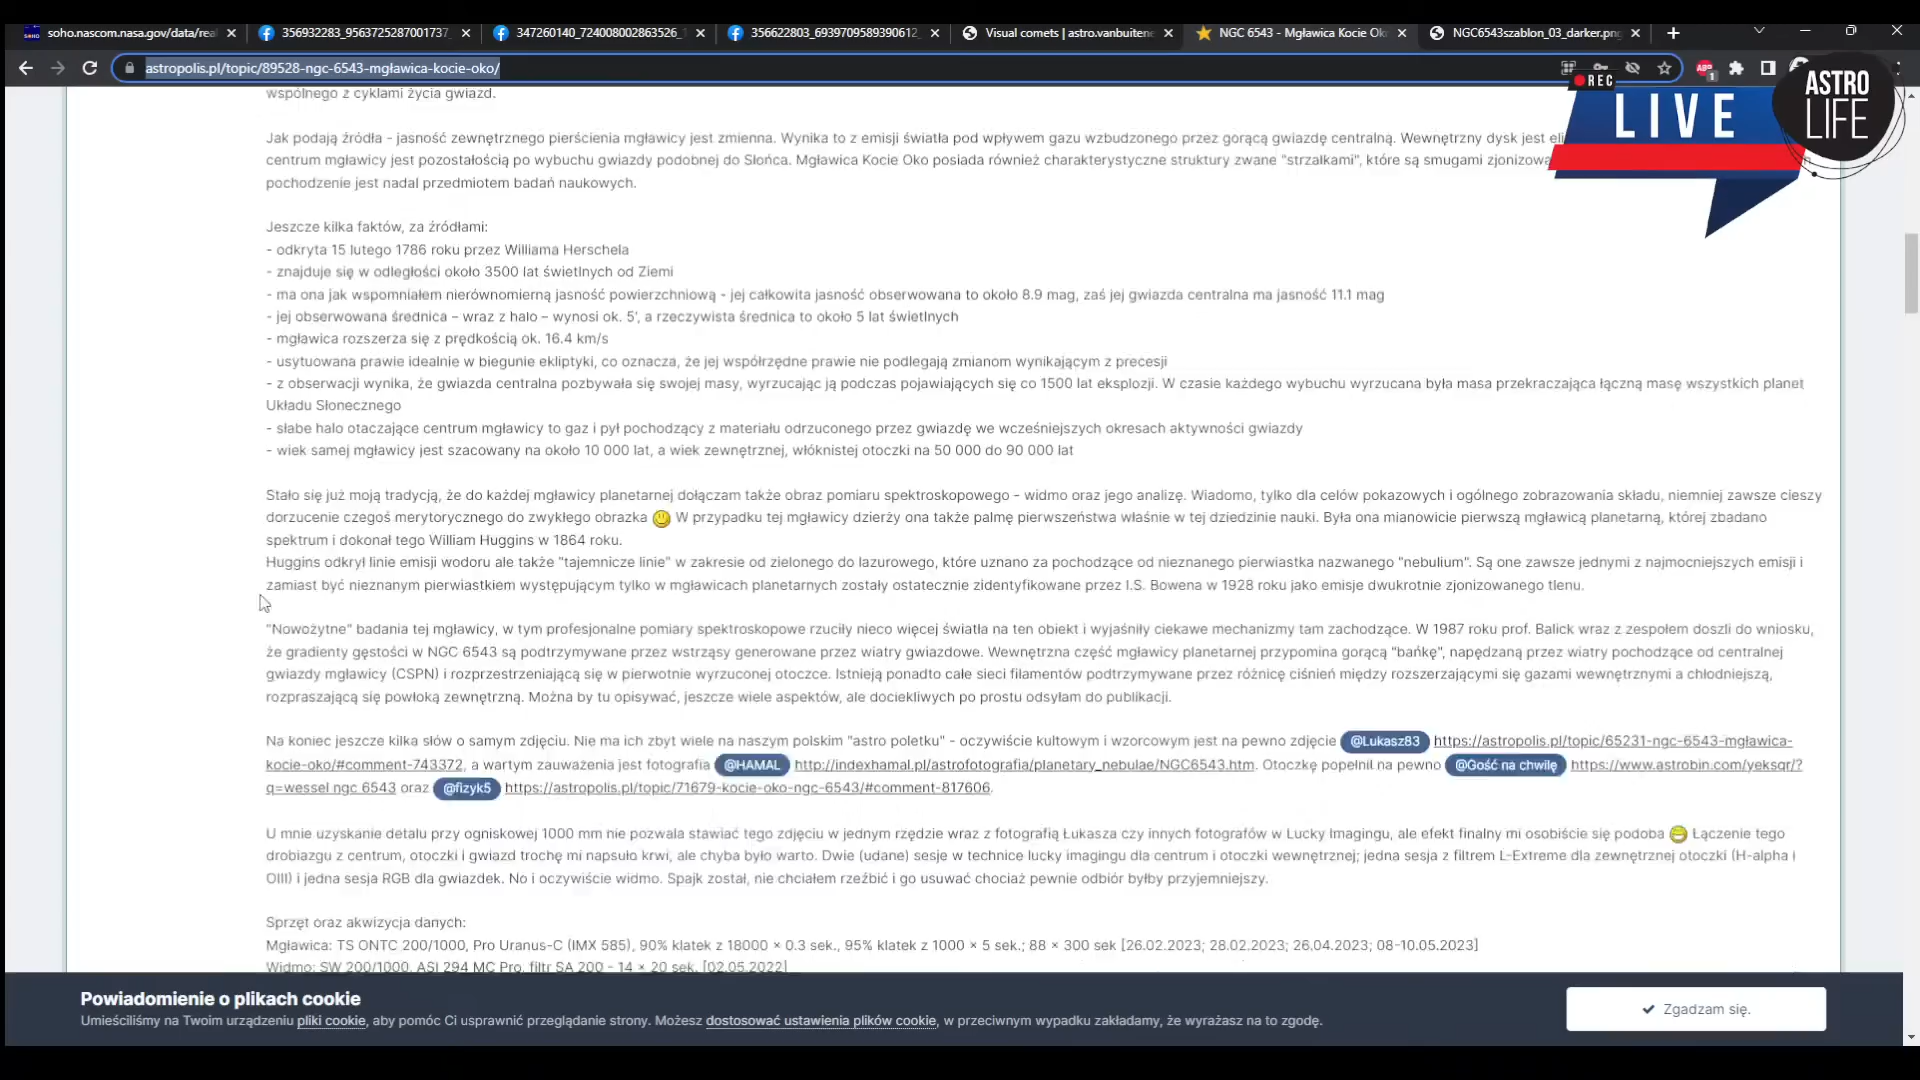 soho.nascom.nasa.gov/data/real
356932283_9563725287001737_
347260140_724008002863526_1
356622803_6939709589390612_
Visual comets | astro.vanbuitene
NGC 6543 - Mgławica Kocie Ok
NGC6543szablon_03_darker.png
astropolis.pl/topic/89528-ngc-6543-mgławica-kocie-oko/
ABP
1
REC
LIVE
ASTRO
LIFE
wspólnego z cyklami życia gwiazd.
Jak podają źródła - jasność zewnętrznego pierścienia mgławicy jest zmienna. Wynika to z emisji światła pod wpływem gazu wzbudzonego przez gorącą gwiazdę centralną. Wewnętrzny dysk jest eli
centrum mgławicy jest pozostałością po wybuchu gwiazdy podobnej do Słońca. Mgławica Kocie Oko posiada również charakterystyczne struktury zwane "strzałkami", które są smugami zjonizowa
pochodzenie jest nadal przedmiotem badań naukowych.
Jeszcze kilka faktów, za źródłami:
- odkryta 15 lutego 1786 roku przez Williama Herschela
- znajduje się w odległości około 3500 lat świetlnych od Ziemi
- ma ona jak wspomniałem nierównomierną jasność powierzchniową - jej całkowita jasność obserwowana to około 8.9 mag, zaś jej gwiazda centralna ma jasność 11.1 mag
- jej obserwowana średnica – wraz z halo – wynosi ok. 5', a rzeczywista średnica to około 5 lat świetlnych
- mgławica rozszerza się z prędkością ok. 16.4 km/s
- usytuowana prawie idealnie w biegunie ekliptyki, co oznacza, że jej współrzędne prawie nie podlegają zmianom wynikającym z precesji
- z obserwacji wynika, że gwiazda centralna pozbywała się swojej masy, wyrzucając ją podczas pojawiających się co 1500 lat eksplozji. W czasie każdego wybuchu wyrzucana była masa przekraczająca łączną masę wszystkich planet
Układu Słonecznego
- słabe halo otaczające centrum mgławicy to gaz i pył pochodzący z materiału odrzuconego przez gwiazdę we wcześniejszych okresach aktywności gwiazdy
- wiek samej mgławicy jest szacowany na około 10 000 lat, a wiek zewnętrznej, włóknistej otoczki na 50 000 do 90 000 lat
Stało się już moją tradycją, że do każdej mgławicy planetarnej dołączam także obraz pomiaru spektroskopowego - widmo oraz jego analizę. Wiadomo, tylko dla celów pokazowych i ogólnego zobrazowania składu, niemniej zawsze cieszy
dorzucenie czegoś merytorycznego do zwykłego obrazka W przypadku tej mgławicy dzierży ona także palmę pierwszeństwa właśnie w tej dziedzinie nauki. Była ona mianowicie pierwszą mgławicą planetarną, której zbadano
spektrum i dokonał tego William Huggins w 1864 roku.
Huggins odkrył linie emisji wodoru ale także "tajemnicze linie" w zakresie od zielonego do lazurowego, które uznano za pochodzące od nieznanego pierwiastka nazwanego "nebulium". Są one zawsze jednymi z najmocniejszych emisji i
zamiast być nieznanym pierwiastkiem występującym tylko w mgławicach planetarnych zostały ostatecznie zidentyfikowane przez I.S. Bowena w 1928 roku jako emisje dwukrotnie zjonizowanego tlenu.
"Nowożytne" badania tej mgławicy, w tym profesjonalne pomiary spektroskopowe rzuciły nieco więcej światła na ten obiekt i wyjaśniły ciekawe mechanizmy tam zachodzące. W 1987 roku prof. Balick wraz z zespołem doszli do wniosku,
że gradienty gęstości w NGC 6543 są podtrzymywane przez wstrząsy generowane przez wiatry gwiazdowe. Wewnętrzna część mgławicy planetarnej przypomina gorącą "bańkę", napędzaną przez wiatry pochodzące od centralnej
gwiazdy mgławicy (CSPN) i rozprzestrzeniającą się w pierwotnie wyrzuconej otoczce. Istnieją ponadto całe sieci filamentów podtrzymywane przez różnicę ciśnień między rozszerzającymi się gazami wewnętrznymi a chłodniejszą,
rozpraszającą się powłoką zewnętrzną. Można by tu opisywać, jeszcze wiele aspektów, ale dociekliwych po prostu odsyłam do publikacji.
Na koniec jeszcze kilka słów o samym zdjęciu. Nie ma ich zbyt wiele na naszym polskim "astro poletku" - oczywiście kultowym i wzorcowym jest na pewno zdjęcie @Lukasz83 https://astropolis.pl/topic/65231-ngc-6543-mgławica-
kocie-oko/#comment-743372, a wartym zauważenia jest fotografia @HAMAL http://indexhamal.pl/astrofotografia/planetary_nebulae/NGC6543.htm. Otoczkę popełnił na pewno @Gość na chwilę https://www.astrobin.com/yeksqr/?
q=wessel ngc 6543 oraz @fizyk5 https://astropolis.pl/topic/71679-kocie-oko-ngc-6543/#comment-817606.
U mnie uzyskanie detalu przy ogniskowej 1000 mm nie pozwala stawiać tego zdjęciu w jednym rzędzie wraz z fotografią Łukasza czy innych fotografów w Lucky Imagingu, ale efekt finalny mi osobiście się podoba Łączenie tego
drobiazgu z centrum, otoczki i gwiazd trochę mi napsuło krwi, ale chyba było warto. Dwie (udane) sesje w technice lucky imagingu dla centrum i otoczki wewnętrznej; jedna sesja z filtrem L-Extreme dla zewnętrznej otoczki (H-alpha i
OIII) i jedna sesja RGB dla gwiazdek. No i oczywiście widmo. Spajk został, nie chciałem rzeźbić i go usuwać chociaż pewnie odbiór byłby przyjemniejszy.
Sprzęt oraz akwizycja danych:
Mgławica: TS ONTC 200/1000, Pro Uranus-C (IMX 585), 90% klatek z 18000 × 0.3 sek., 95% klatek z 1000 × 5 sek.; 88 × 300 sek [26.02.2023; 28.02.2023; 26.04.2023; 08-10.05.2023]
Widmo: SW 200/1000, ASI 294 MC Pro, filtr SA 200 - 14 × 20 sek. [02.05.2022]
Powiadomienie o plikach cookie
Umieściliśmy na Twoim urządzeniu pliki cookie, aby pomóc Ci usprawnić przeglądanie strony. Możesz dostosować ustawienia plików cookie, w przeciwnym wypadku zakładamy, że wyrażasz na to zgodę.
Zgadzam się.